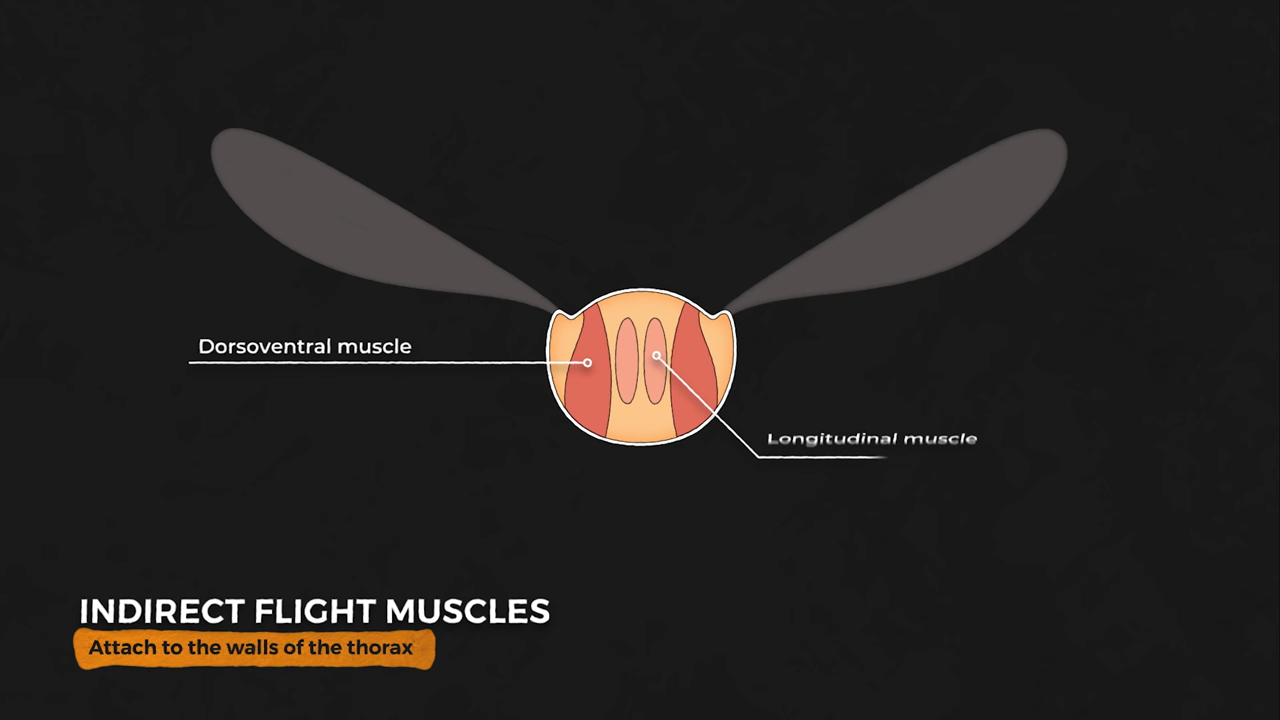 Dorsoventral muscle
Longitudinal muscle
INDIRECT FLIGHT MUSCLES
Attach to the walls of the thorax